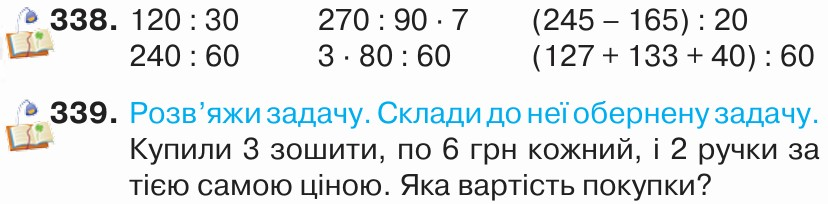 338. 120 : 30 270 : 90 · 7 (245 – 165) : 20
240 : 60 3 · 80 : 60 (127 + 133 + 40) : 60
339. Розв’яжи задачу. Склади до неї обернену задачу.
Купили 3 зошити, по 6 грн кожний, і 2 ручки за
тією самою ціною. Яка вартість покупки?